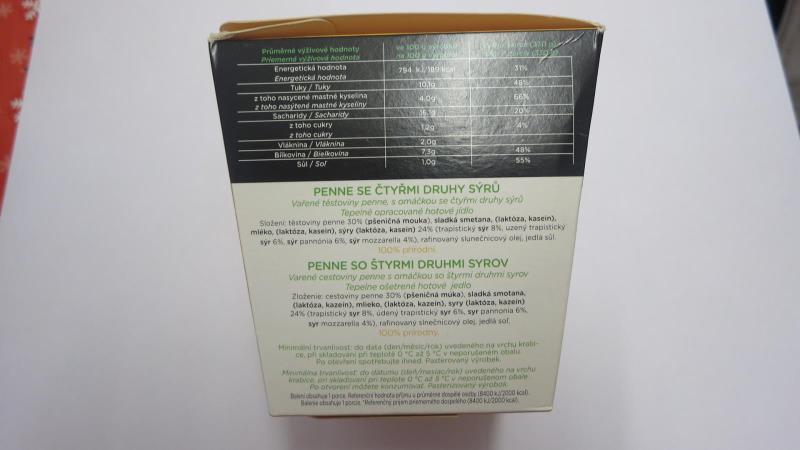 Průměrné výživové hodnoty ve 100 g výrobku
Priemerné výživové hodnoty na 100 g výrobku
Energetická hodnota 794 kJ/189 kcal 31%
Energetická hodnota
Tuky / Tuky 10,1g 48%
z toho nasycené mastné kyseliny 4,0g 66%
z toho nasýtené mastné kyseliny
Sacharidy / Sacharidy 20%
z toho cukry 1,2g 4%
z toho cukry
Vláknina / Vláknina 2,0g -
Bílkovina / Bielkovina 7,3g 48%
Sůl / Soľ 1,0g 55%
PENNE SE ČTYŘMI DRUHY SÝRŮ
Vařené těstoviny penne, s omáčkou se čtyřmi druhy sýrů
Tepelně opracované hotové jídlo
Složení: těstoviny penne 30% (pšeničná mouka), sladká smetana, (laktóza, kasein),
mléko, (laktóza, kasein), sýry (laktóza, kasein) 24% (trapistický sýr 8%, uzený trapistický
sýr 6%, sýr pannónia 6%, sýr mozzarella 4%), rafinovaný slunečnicový olej, jedlá sůl.
100% přírodní.
PENNE SO ŠTYRMI DRUHMI SYROV
Varené cestoviny penne s omáčkou so štyrmi druhmi syrov
Tepelne ošetrené hotové jedlo
Zloženie: cestoviny penne 30% (pšeničná múka), sladká smotana,
(laktóza, kazeín), mlieko, (laktóza, kazeín), syry (laktóza, kazeín)
24% (trapistický syr 8%, údený trapistický syr 6%, syr pannonia 6%,
syr mozzarella 4%), rafinovaný slnečnicový olej, jedlá soľ.
100% prírodný.
Minimální trvanlivost: do data (den/měsíc/rok) uvedeného na vrchu krabi-
ce, při skladování při teplotě 0 °C až 5 °C v neporušeném obalu.
Po otevření spotřebujte ihned. Pasterovaný výrobek.
Minimálna trvanlivosť: do dátumu (deň/mesiac/rok) uvedeného na vrchu
krabice, pri skladovaní pri teplote 0 °C až 5 °C v neporušenom obale.
Po otvorení môžete konzumovať. Pasterizovaný výrobok.
Balení obsahuje 1 porce. Referenční hodnota příjmu u průměrné dospělé osoby (8400 kJ/2000 kcal).
Balenie obsahuje 1 porcie. *Referenčný príjem priemerného dospelého (8400 kJ/2000 kcal).